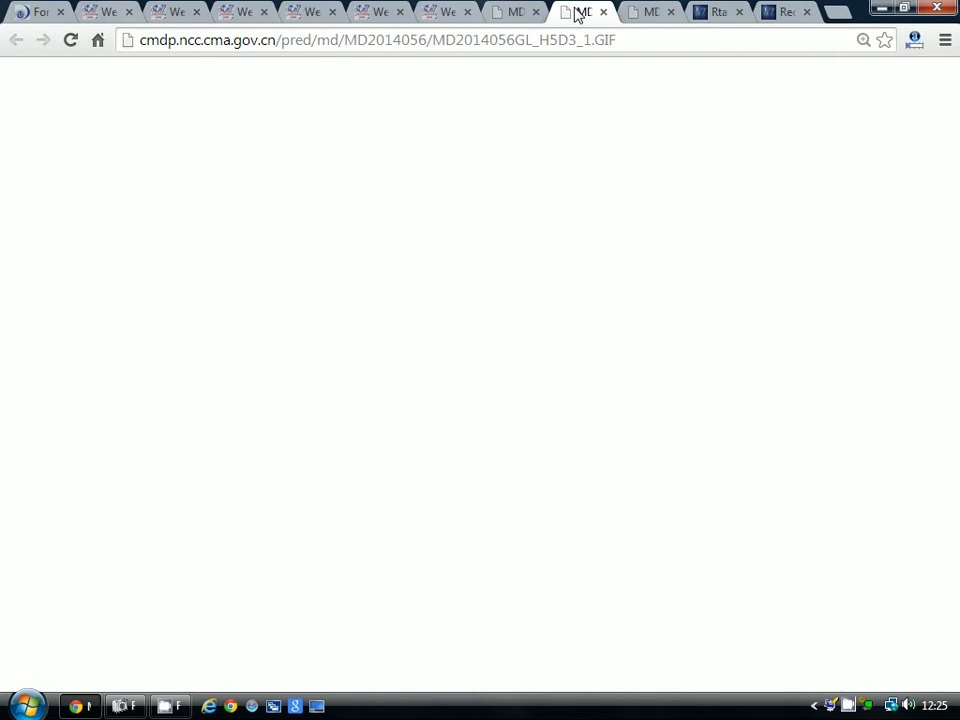 For We We We We We We MD MD MD Rta Rec
cmdp.ncc.cma.gov.cn/pred/md/MD2014056/MD2014056GL_H5D3_1.GIF
12:25